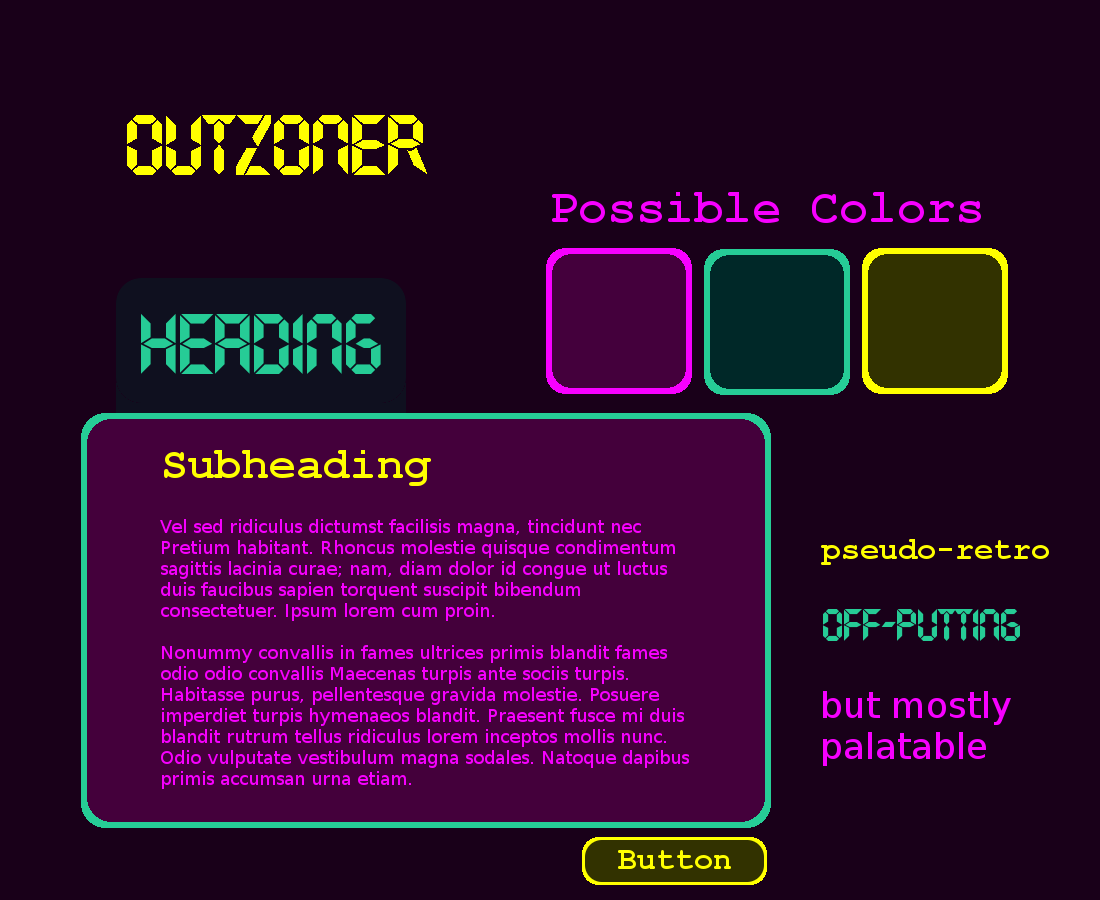 OUTZONER
Possible Colors
HEADING
Subheading
Vel sed ridiculus dictumst facilisis magna, tincidunt nec
Pretium habitant. Rhoncus molestie quisque condimentum
sagittis lacinia curae; nam, diam dolor id congue ut luctus
duis faucibus sapien torquent suscipit bibendum
consectetuer. Ipsum lorem cum proin.
Nonummy convallis in fames ultrices primis blandit fames
odio odio convallis Maecenas turpis ante sociis turpis.
Habitasse purus, pellentesque gravida molestie. Posuere
imperdiet turpis hymenaeos blandit. Praesent fusce mi duis
blandit rutrum tellus ridiculus lorem inceptos mollis nunc.
Odio vulputate vestibulum magna sodales. Natoque dapibus
primis accumsan urna etiam.
pseudo-retro
OFF-PUTTING
but mostly
palatable
Button